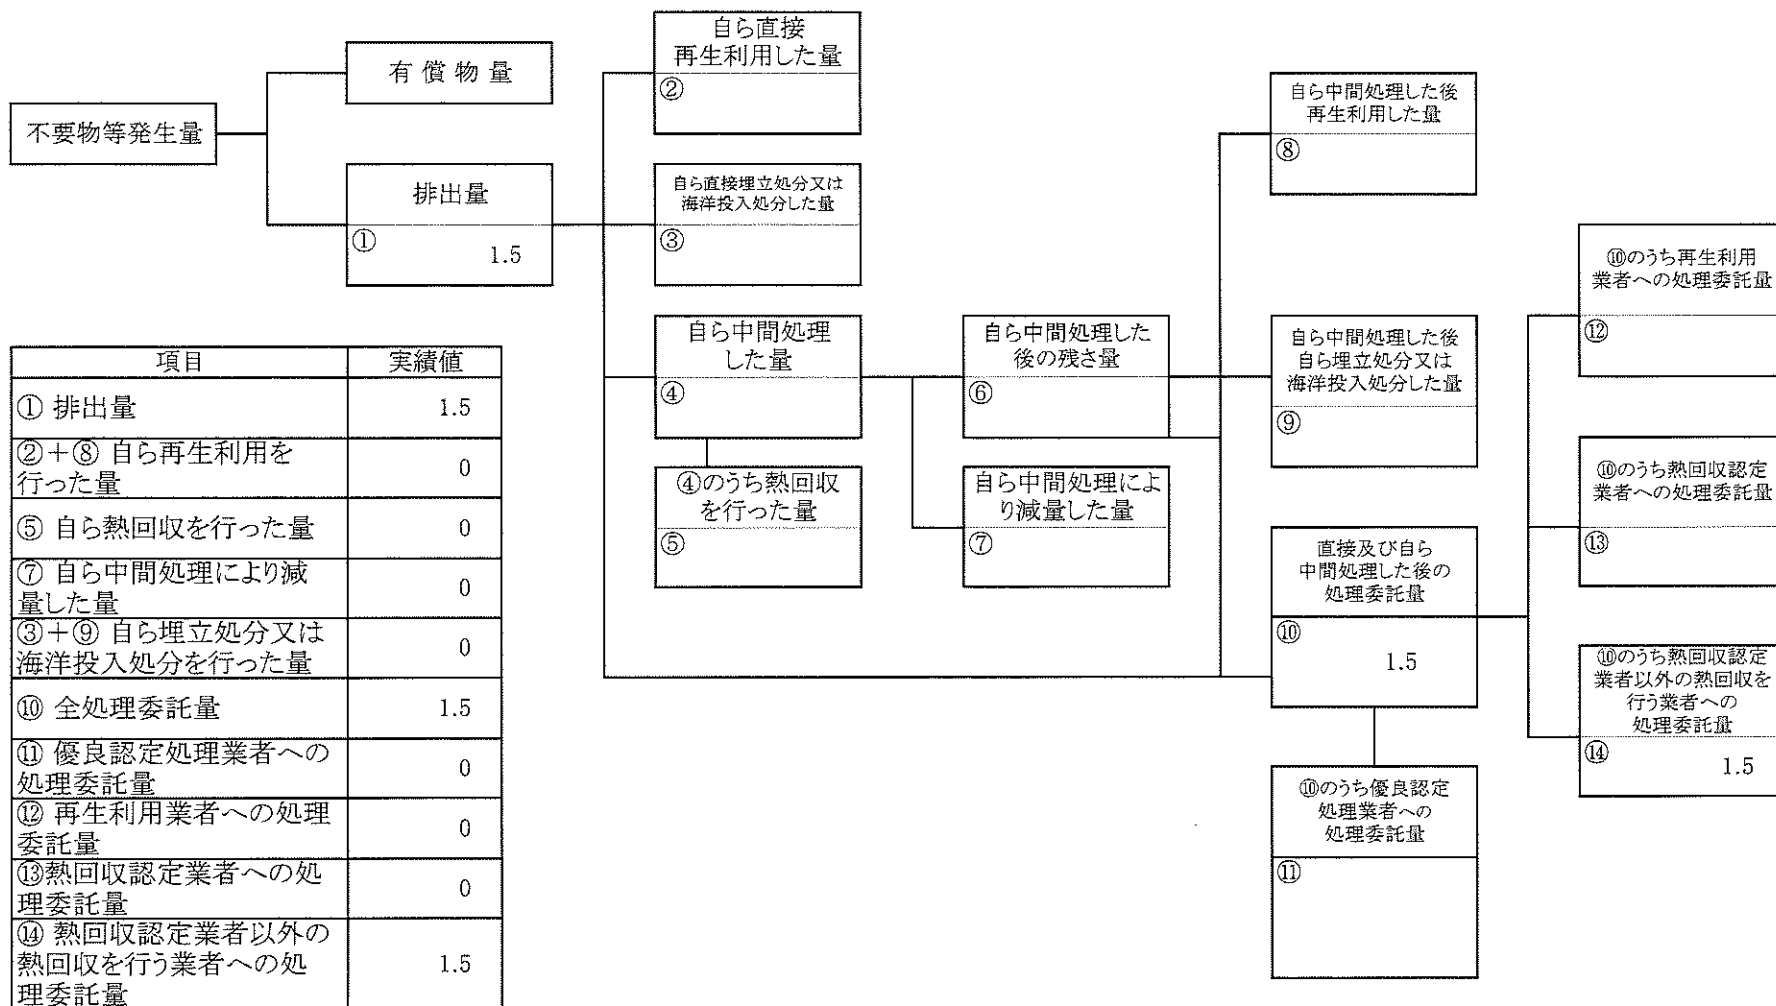 不要物等発生量
有 償 物 量
排出量
①
1.5
自ら直接
再生利用した量
②
自ら直接埋立処分又は
海洋投入処分した量
③
自ら中間処理
した量
④
④のうち熱回収
を行った量
⑤
自ら中間処理した
後の残さ量
⑥
自ら中間処理によ
り減量した量
⑦
自ら中間処理した後
再生利用した量
⑧
自ら中間処理した後
自ら埋立処分又は
海洋投入処分した量
⑨
直接及び自ら
中間処理した後の
処理委託量
⑩
1.5
⑩のうち優良認定
処理業者への
処理委託量
⑪
⑩のうち再生利用
業者への処理委託量
⑫
⑩のうち熱回収認定
業者への処理委託量
⑬
⑩のうち熱回収認定
業者以外の熱回収を
行う業者への
処理委託量
⑭
1.5
項目 実績値
① 排出量 1.5
②+⑧ 自ら再生利用を
行った量 0
⑤ 自ら熱回収を行った量 0
⑦ 自ら中間処理により減
量した量 0
③+⑨ 自ら埋立処分又は
海洋投入処分を行った量 0
⑩ 全処理委託量 1.5
⑪ 優良認定処理業者への
処理委託量 0
⑫ 再生利用業者への処理
委託量 0
⑬熱回収認定業者への処
理委託量 0
⑭ 熱回収認定業者以外の
熱回収を行う業者への処
理委託量 1.5